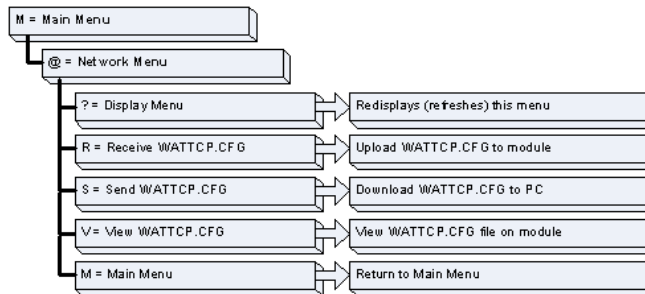 M = Main Menu
@ = Network Menu
? = Display Menu
Redisplays (refreshes) this menu
R = Receive WATTCP.CFG
Upload WATTCP.CFG to module
S = Send WATTCP.CFG
Download WATTCP.CFG to PC
V= View WATTCP.CFG
View WATTCP.CFG file on module
M = Main Menu
Return to Main Menu